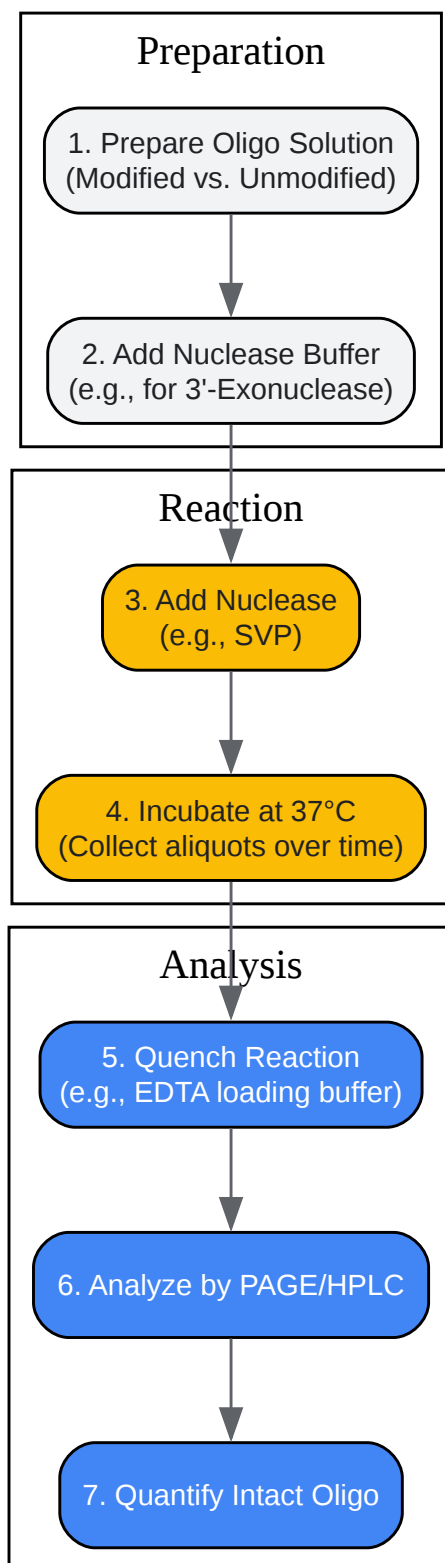 Preparation
1. Prepare Oligo Solution
(Modified vs. Unmodified)
2. Add Nuclease Buffer
(e.g., for 3'-Exonuclease)
Reaction
3. Add Nuclease
(e.g., SVP)
4. Incubate at 37°C
(Collect aliquots over time)
Analysis
5. Quench Reaction
(e.g., EDTA loading buffer)
6. Analyze by PAGE/HPLC
7. Quantify Intact Oligo